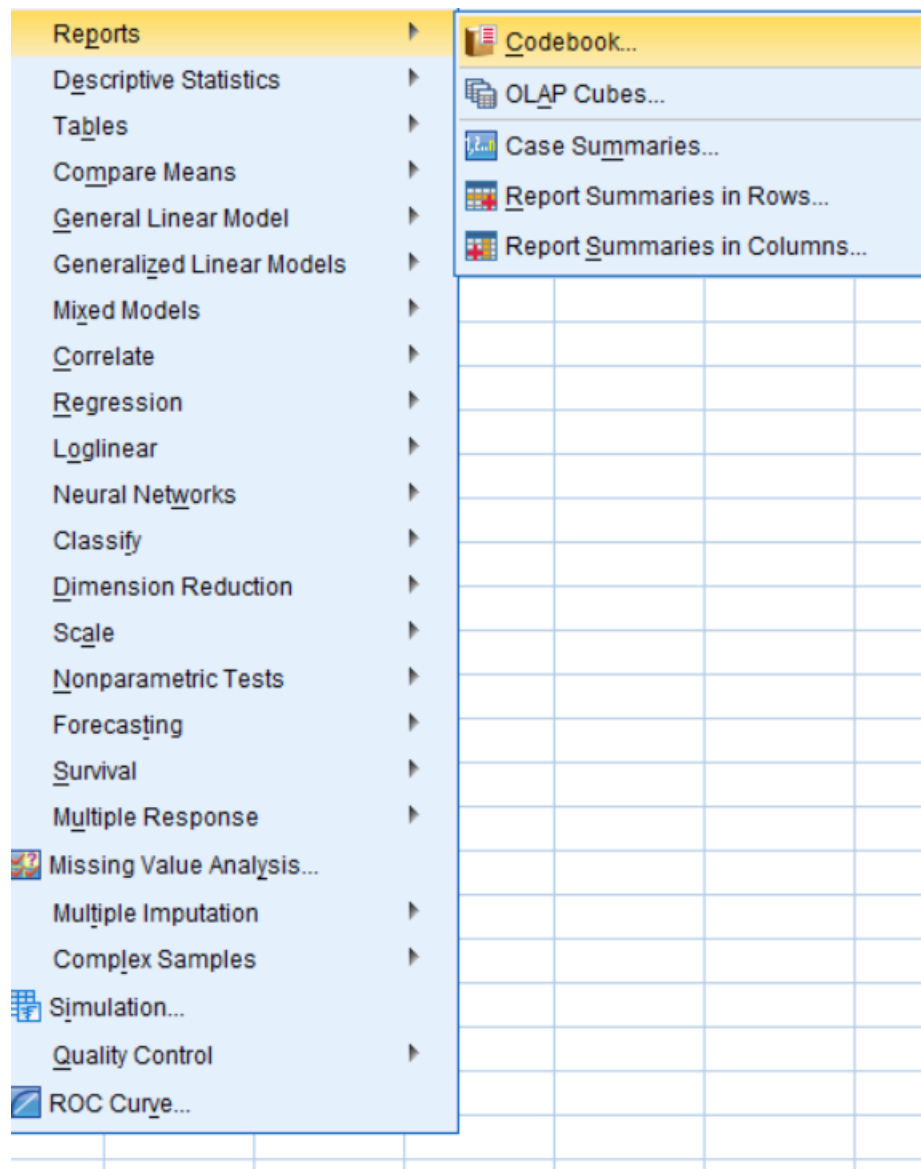 Reports
Descriptive Statistics
Tables
Compare Means
General Linear Model
Generalized Linear Models
Mixed Models
Correlate
Regression
Loglinear
Neural Networks
Classify
Dimension Reduction
Scale
Nonparametric Tests
Forecasting
Survival
Multiple Response
Missing Value Analysis...
Multiple Imputation
Complex Samples
Simulation...
Quality Control
ROC Curve...
Codebook...
OLAP Cubes...
Case Summaries...
Report Summaries in Rows...
Report Summaries in Columns...